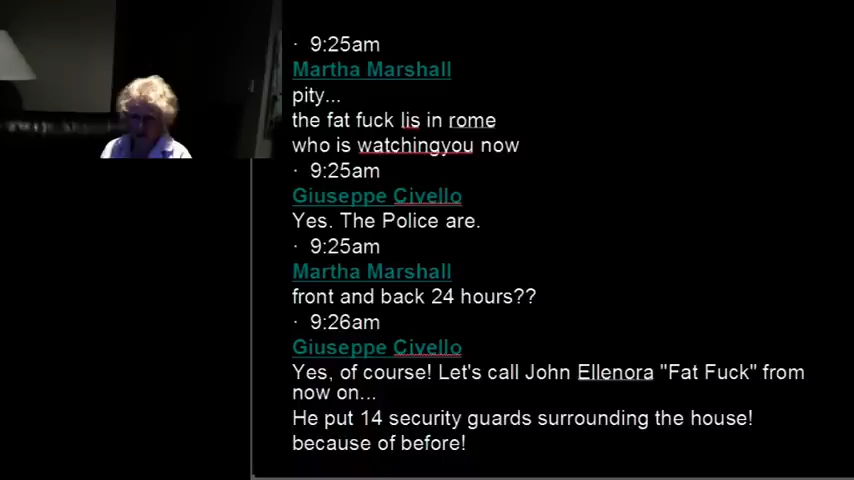 · 9:25am
Martha Marshall
pity...
the fat fuck lis in rome
who is watchingyou now
· 9:25am
Giuseppe Civello
Yes. The Police are.
· 9:25am
Martha Marshall
front and back 24 hours??
· 9:26am
Giuseppe Civello
Yes, of course! Let's call John Ellenora "Fat Fuck" from
now on...
He put 14 security guards surrounding the house!
because of before!